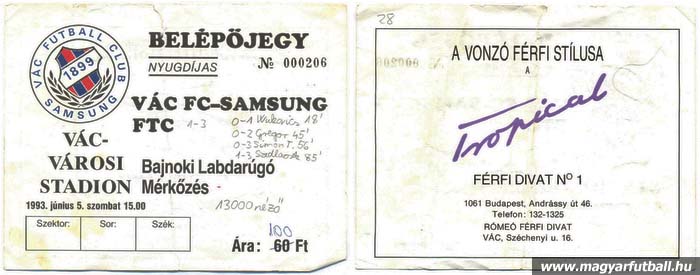 VÁC FUTBALL CLUB
1899
SAMSUNG
BELÉPŐJEGY
NYUGDÍJAS
№ 000206
VÁC FC–SAMSUNG
FTC
1-3
0-1 Wukovics 18'
0-2 Gregor 45'
0-3 Simon T. 56'
1-3 85'
VÁC-
VÁROSI
STADION
Bajnoki Labdarúgó
Mérkőzés
1993. június 5. szombat 15.00
13000 néző
Szektor:
Sor:
Szék:
100
Ára: 60 Ft
28
A VONZÓ FÉRFI STÍLUSA
A
Tropical
FÉRFI DIVAT Nº 1
1061 Budapest, Andrássy út 46.
Telefon: 132-1325
RÓMEÓ FÉRFI DIVAT
VÁC, Széchenyi u. 16.
www.magyarfutball.hu